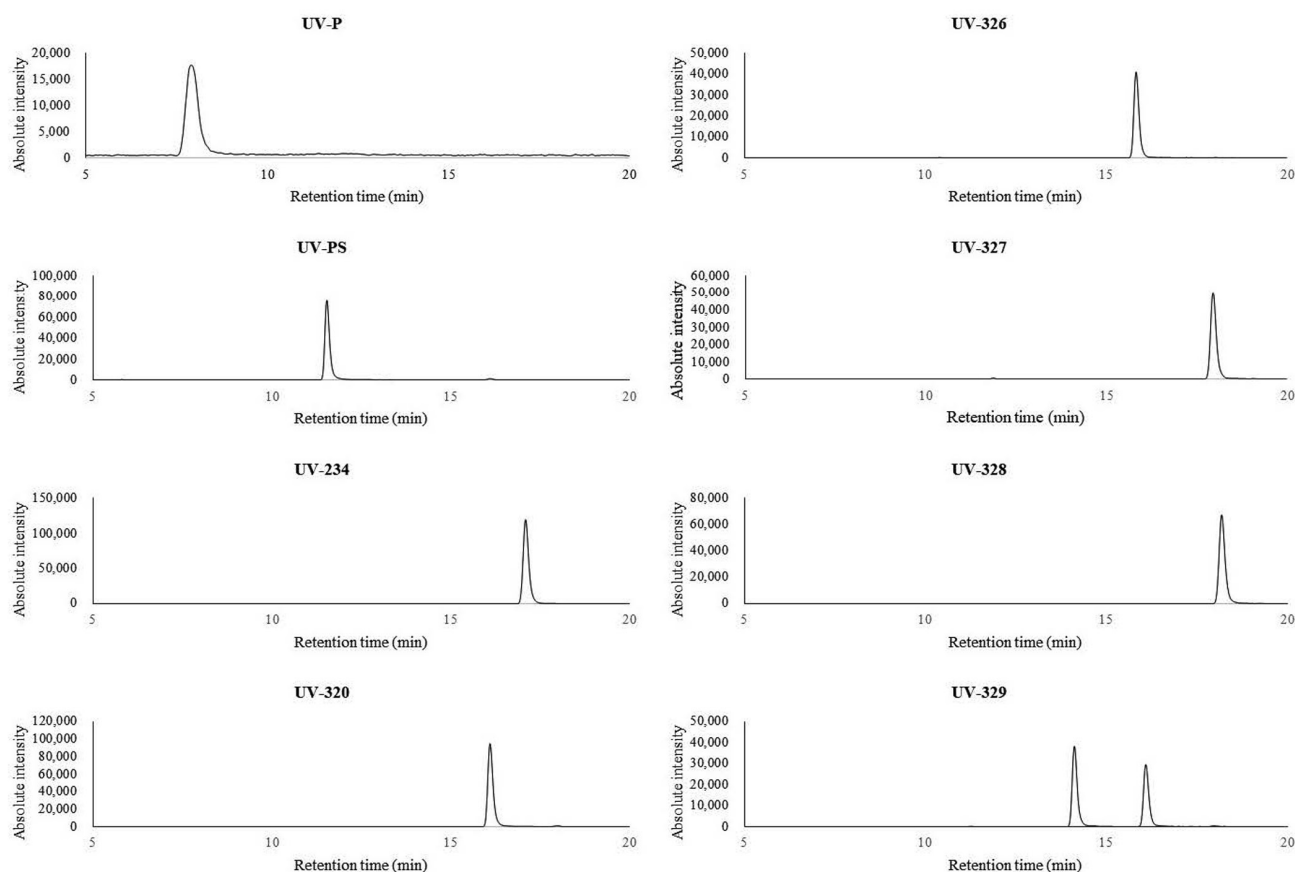 UV-P
20,000
15,000
10,000
5,000
0
Absolute intensity
5 10 15 20
Retention time (min)
UV-326
50,000
40,000
30,000
20,000
10,000
0
Absolute intensity
5 10 15 20
Retention time (min)
UV-PS
100,000
80,000
60,000
40,000
20,000
0
Absolute intensity
5 10 15 20
Retention time (min)
UV-327
60,000
50,000
40,000
30,000
20,000
10,000
0
Absolute intensity
5 10 15 20
Retention time (min)
UV-234
150,000
100,000
50,000
0
Absolute intensity
5 10 15 20
Retention time (min)
UV-328
80,000
60,000
40,000
20,000
0
Absolute intensity
5 10 15 20
Retention time (min)
UV-320
120,000
100,000
80,000
60,000
40,000
20,000
0
Absolute intensity
5 10 15 20
Retention time (min)
UV-329
50,000
40,000
30,000
20,000
10,000
0
Absolute intensity
5 10 15 20
Retention time (min)